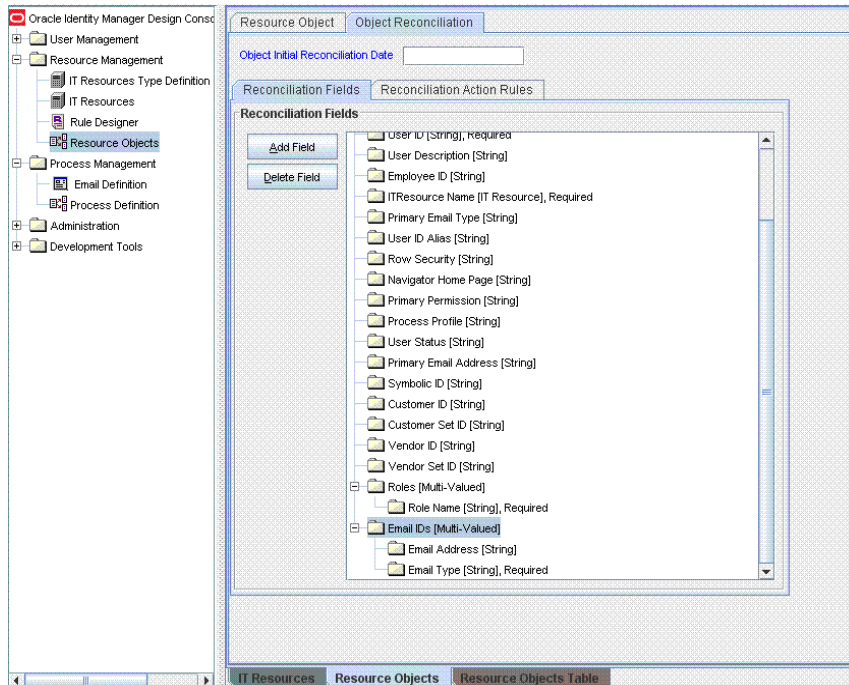 Oracle Identity Manager Design Conso
User Management
Resource Management
IT Resources Type Definition
IT Resources
Rule Designer
Resource Objects
Process Management
Email Definition
Process Definition
Administration
Development Tools
Resource Object
Object Reconciliation
Object Initial Reconciliation Date
Reconciliation Fields
Reconciliation Action Rules
Reconciliation Fields
Add Field
Delete Field
User ID [String], Required
User Description [String]
Employee ID [String]
ITResource Name [IT Resource], Required
Primary Email Type [String]
User ID Alias [String]
Row Security [String]
Navigator Home Page [String]
Primary Permission [String]
Process Profile [String]
User Status [String]
Primary Email Address [String]
Symbolic ID [String]
Customer ID [String]
Customer Set ID [String]
Vendor ID [String]
Vendor Set ID [String]
Roles [Multi-Valued]
Role Name [String], Required
Email IDs [Multi-Valued]
Email Address [String]
Email Type [String], Required
IT Resources
Resource Objects
Resource Objects Table